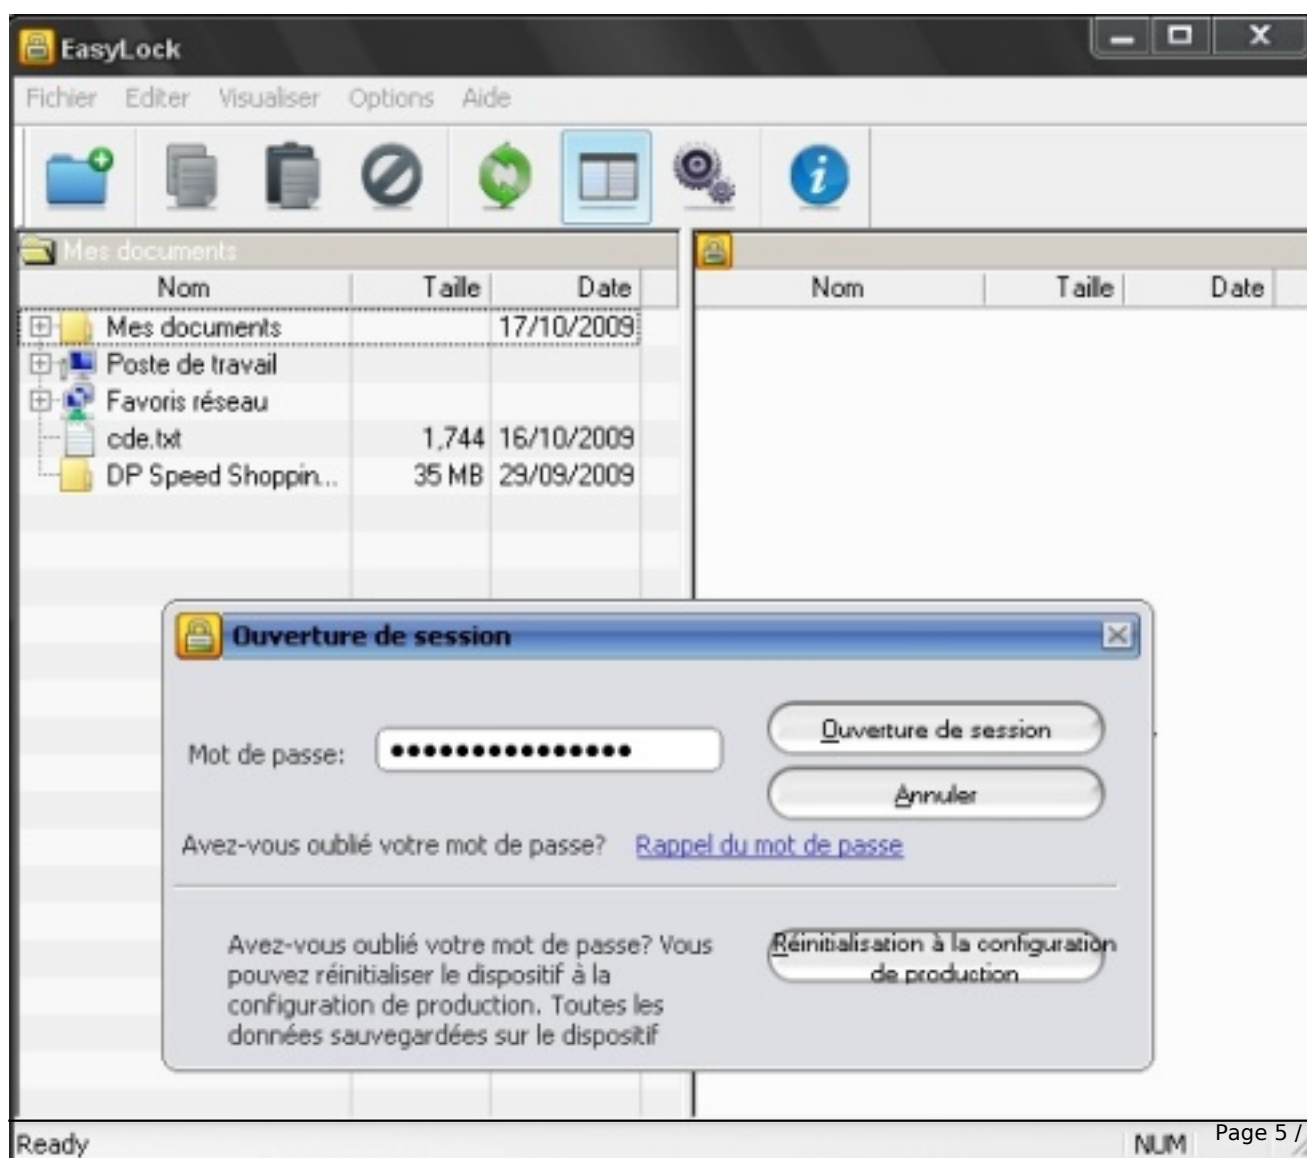 EasyLock
Fichier Editer Visualiser Options Aide
Mes documents
Nom Taille Date
Nom Taille Date
Mes documents 17/10/2009
Poste de travail
Favoris réseau
cde.txt 1,744 16/10/2009
DP Speed Shoppin... 35 MB 29/09/2009
Ouverture de session
Mot de passe: •••••••••••••••
Ouverture de session
Annuler
Avez-vous oublié votre mot de passe? Rappel du mot de passe
Avez-vous oublié votre mot de passe? Vous
pouvez réinitialiser le dispositif à la
configuration de production. Toutes les
données sauvegardées sur le dispositif
Réinitialisation à la configuration
de production
Ready NUM
Page 5 /